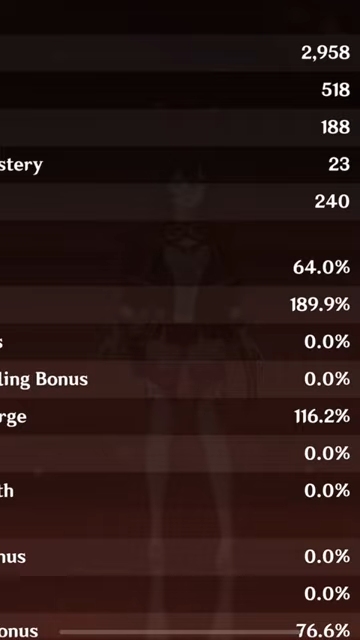 2,958
518
188
stery 23
240
64.0%
189.9%
s 0.0%
ling Bonus 0.0%
rge 116.2%
0.0%
th 0.0%
nus 0.0%
0.0%
onus 76.6%